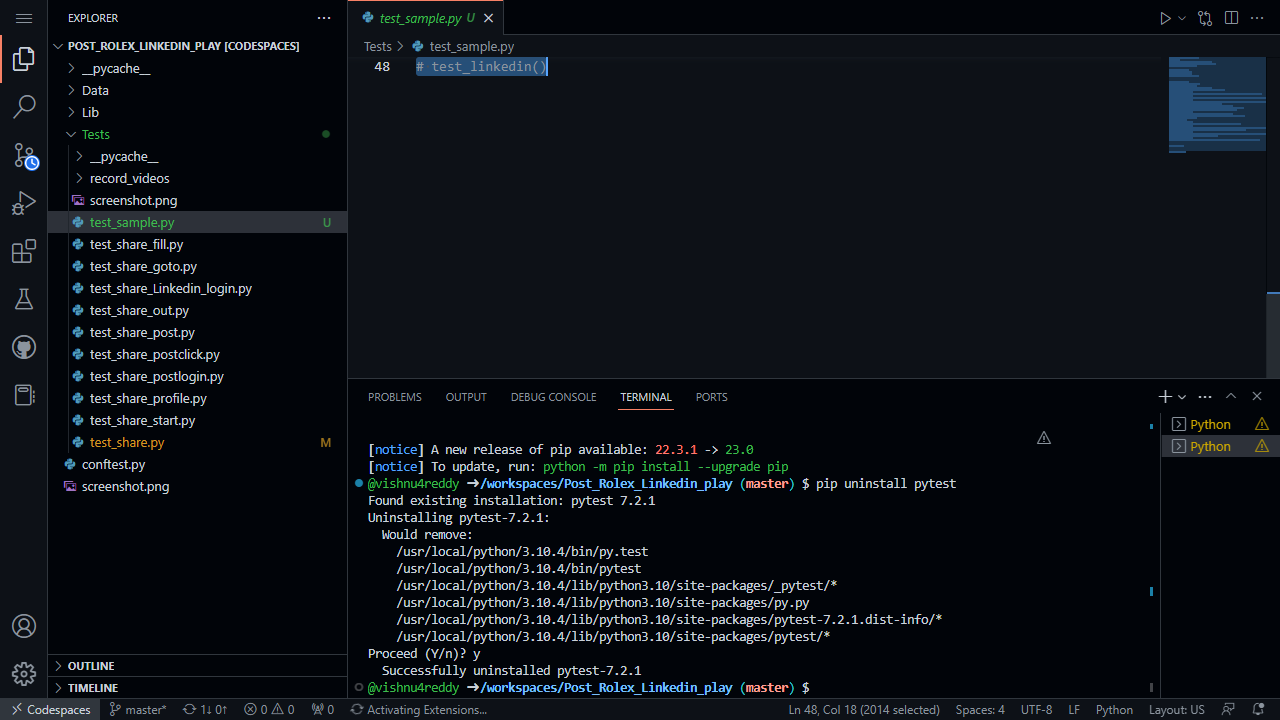 EXPLORER
POST_ROLEX_LINKEDIN_PLAY [CODESPACES]
__pycache__
Data
Lib
Tests
__pycache__
record_videos
screenshot.png
test_sample.py U
test_share_fill.py
test_share_goto.py
test_share_Linkedin_login.py
test_share_out.py
test_share_post.py
test_share_postclick.py
test_share_postlogin.py
test_share_profile.py
test_share_start.py
test_share.py M
conftest.py
screenshot.png
OUTLINE
TIMELINE
test_sample.py U
Tests > test_sample.py
48 # test_linkedin()
PROBLEMS OUTPUT DEBUG CONSOLE TERMINAL PORTS
[notice] A new release of pip available: 22.3.1 -> 23.0
[notice] To update, run: python -m pip install --upgrade pip
@vishnu4reddy ➜/workspaces/Post_Rolex_Linkedin_play (master) $ pip uninstall pytest
Found existing installation: pytest 7.2.1
Uninstalling pytest-7.2.1:
Would remove:
/usr/local/python/3.10.4/bin/py.test
/usr/local/python/3.10.4/bin/pytest
/usr/local/python/3.10.4/lib/python3.10/site-packages/_pytest/*
/usr/local/python/3.10.4/lib/python3.10/site-packages/py.py
/usr/local/python/3.10.4/lib/python3.10/site-packages/pytest-7.2.1.dist-info/*
/usr/local/python/3.10.4/lib/python3.10/site-packages/pytest/*
Proceed (Y/n)? y
Successfully uninstalled pytest-7.2.1
@vishnu4reddy ➜/workspaces/Post_Rolex_Linkedin_play (master) $
Python
Python
Codespaces master* 1↓ 0↑ 0 0 0 Activating Extensions... Ln 48, Col 18 (2014 selected) Spaces: 4 UTF-8 LF Python Layout: US